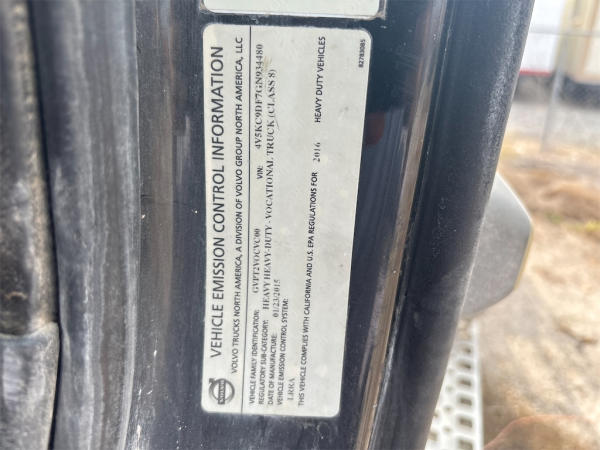 VEHICLE EMISSION CONTROL INFORMATION
VOLVO TRUCKS NORTH AMERICA, A DIVISION OF VOLVO GROUP NORTH AMERICA, LLC
VEHICLE FAMILY IDENTIFICATION: GVPT2VOCVC00 VIN: 4V5KC9DF7GN934480
REGULATORY SUB-CATEGORY: HEAVY HEAVY-DUTY - VOCATIONAL TRUCK (CLASS 8)
DATE OF MANUFACTURE: 01/23/2015
VEHICLE EMISSION CONTROL SYSTEM:
LRRA
THIS VEHICLE COMPLIES WITH CALIFORNIA AND U.S. EPA REGULATIONS FOR 2016 HEAVY DUTY VEHICLES
82783085
VOLVO